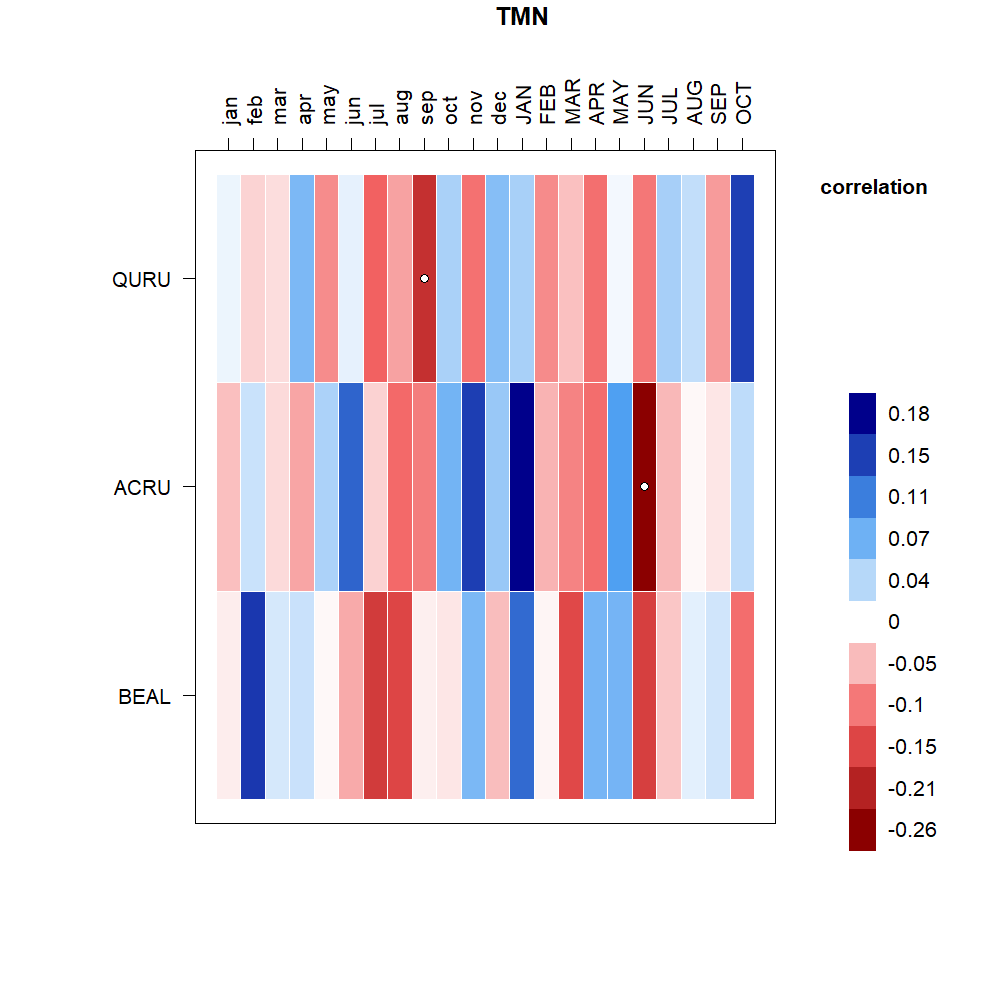 TMN
jan feb mar apr may jun jul aug sep oct nov dec JAN FEB MAR APR MAY JUN JUL AUG SEP OCT
correlation
QURU
ACRU
BEAL
0.18
0.15
0.11
0.07
0.04
0
-0.05
-0.1
-0.15
-0.21
-0.26